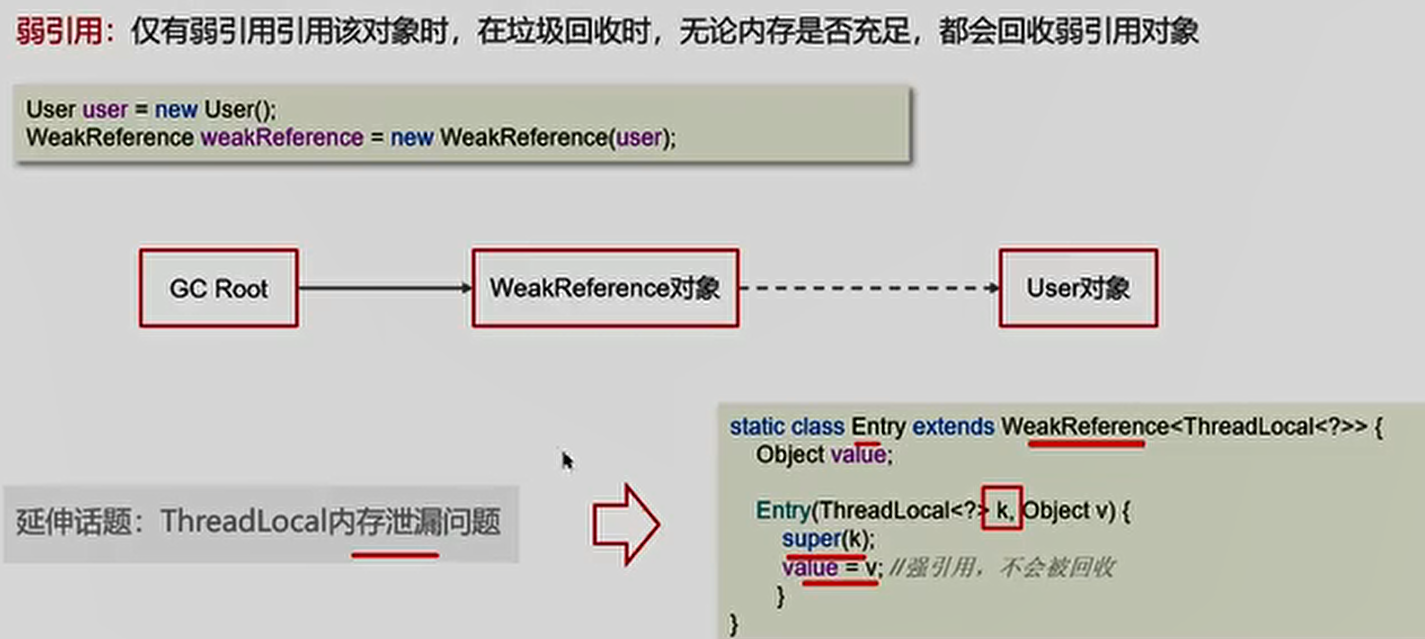 弱引用：仅有弱引用引用该对象时，在垃圾回收时，无论内存是否充足，都会回收弱引用对象
User user = new User();
WeakReference weakReference = new WeakReference(user);
GC Root
WeakReference对象
User对象
延伸话题：ThreadLocal内存泄漏问题
static class Entry extends WeakReference<ThreadLocal<?>> {
Object value;
Entry(ThreadLocal<?> k, Object v) {
super(k);
value = v; //强引用，不会被回收
}
}